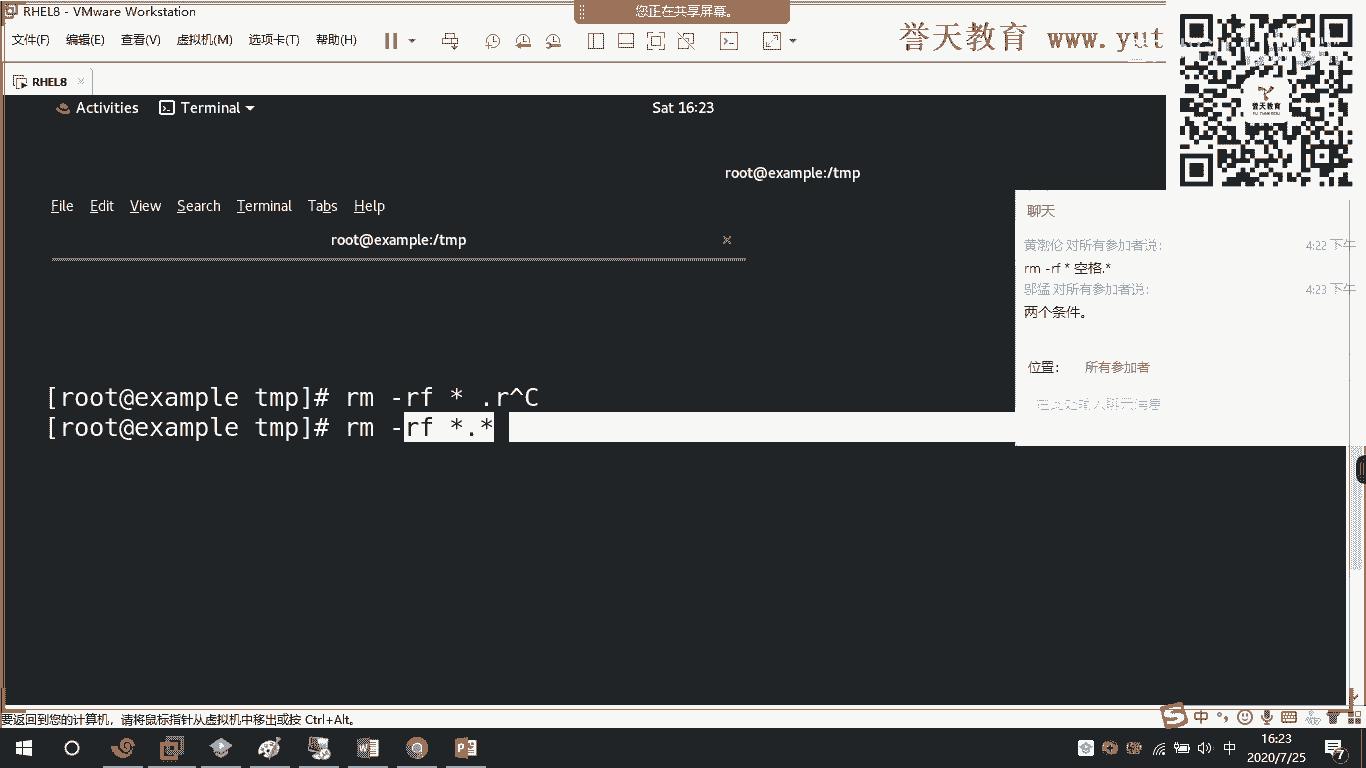 RHEL8 - VMware Workstation
您正在共享屏幕。
文件(F) 编辑(E) 查看(V) 虚拟机(M) 选项卡(T) 帮助(H)
誉天教育 www.yut
誉天教育
RHEL8
Activities Terminal Sat 16:23
root@example:/tmp
File Edit View Search Terminal Tabs Help
root@example:/tmp
聊天
黄渤伦 对所有参加者说: 4:22 下午
rm -rf * 空格.*
邬猛 对所有参加者说: 4:23 下午
两个条件。
位置: 所有参加者
[root@example tmp]# rm -rf * .r^C
[root@example tmp]# rm -rf *.*
要返回到您的计算机，请将鼠标指针从虚拟机中移出或按 Ctrl+Alt。
中
中
16:23
2020/7/25
7